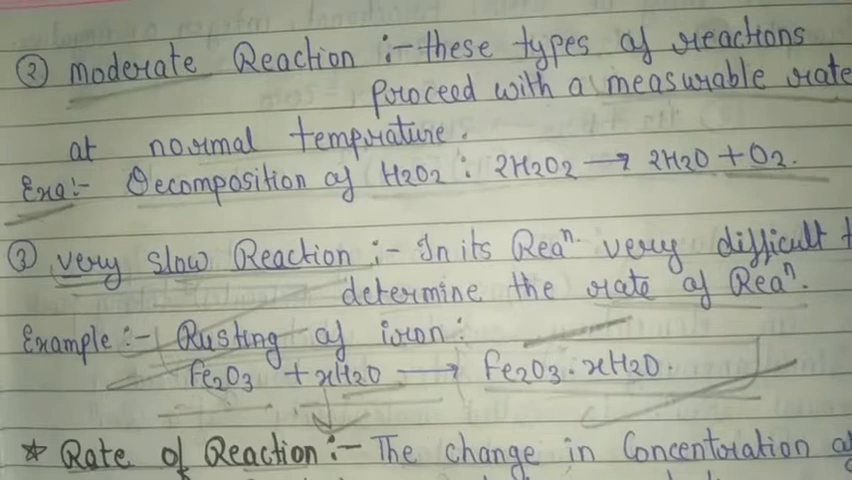 ② moderate Reaction :- these types of reactions
proceed with a measurable rate
at normal temprature.
Exa:- Decomposition of H2O2 : 2H2O2 → 2H2O + O2.
③ very slow Reaction :- In its Reaⁿ very difficult t
determine the rate of Reaⁿ.
Example :- Rusting of iron :
Fe2O3 + xH2O → Fe2O3·xH2O.
* Rate of Reaction :- The change in Concentration of